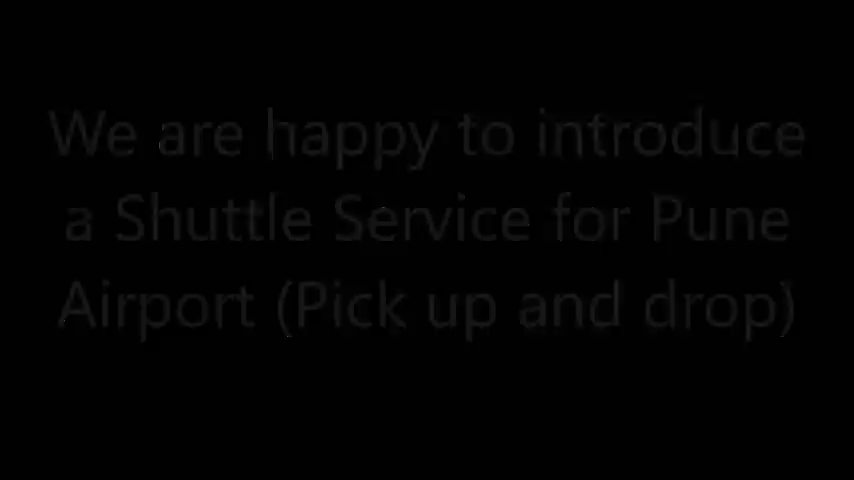 We are happy to introduce
a Shuttle Service for Pune
Airport (Pick up and drop)